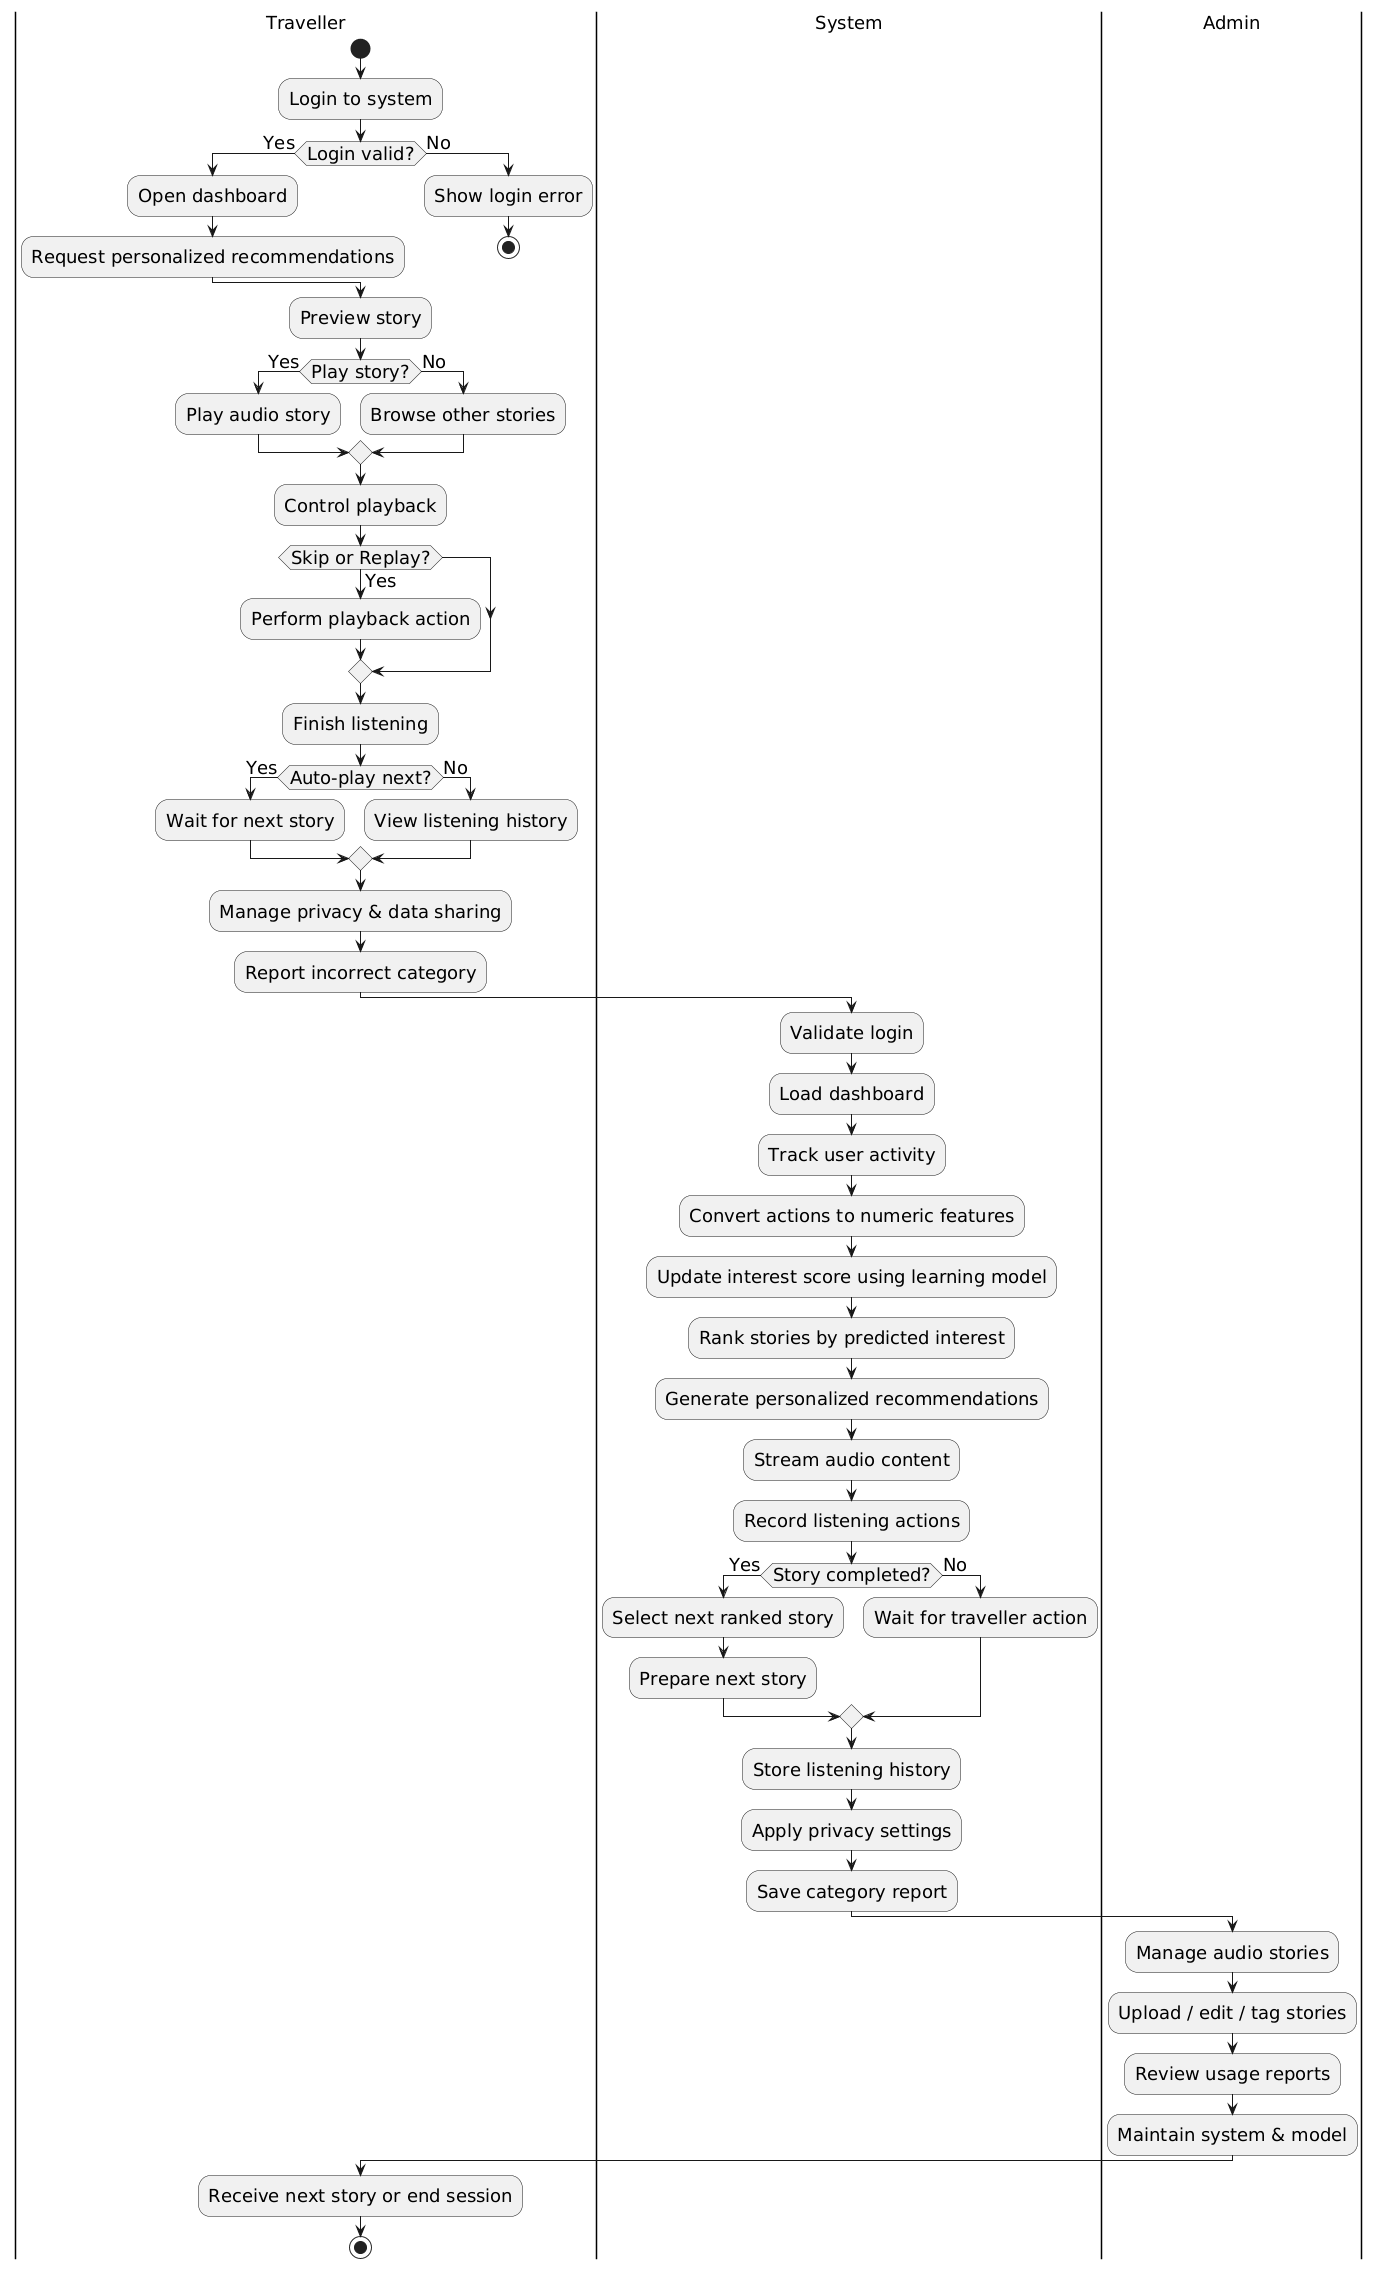 Traveller
System
Admin
Login to system
Yes
Login valid?
No
Open dashboard
Show login error
Request personalized recommendations
Preview story
Yes
Play story?
No
Play audio story
Browse other stories
Control playback
Skip or Replay?
Yes
Perform playback action
Finish listening
Yes
Auto-play next?
No
Wait for next story
View listening history
Manage privacy & data sharing
Report incorrect category
Validate login
Load dashboard
Track user activity
Convert actions to numeric features
Update interest score using learning model
Rank stories by predicted interest
Generate personalized recommendations
Stream audio content
Record listening actions
Yes
Story completed?
No
Select next ranked story
Wait for traveller action
Prepare next story
Store listening history
Apply privacy settings
Save category report
Manage audio stories
Upload / edit / tag stories
Review usage reports
Maintain system & model
Receive next story or end session